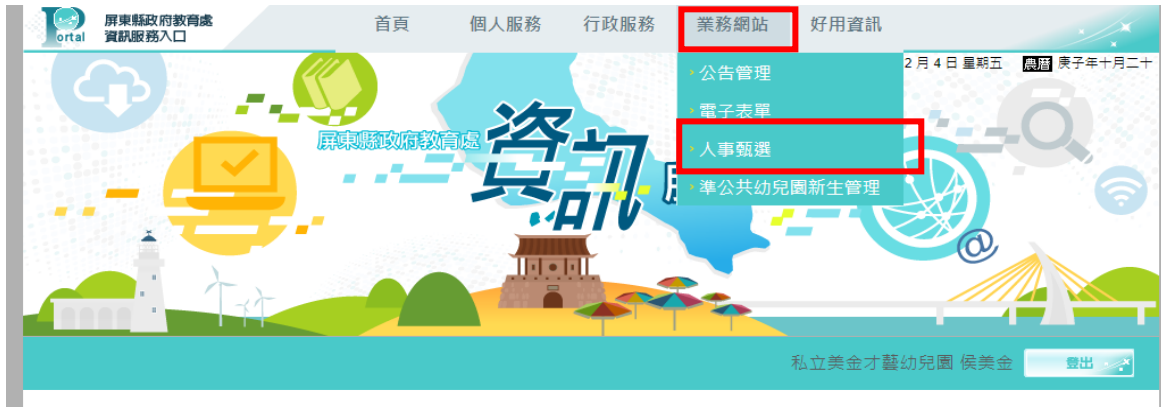 Portal
屏東縣政府教育處
資訊服務入口
首頁 個人服務 行政服務 業務網站 好用資訊
2 月 4 日 星期五 農曆 庚子年十月二十
公告管理
電子表單
人事甄選
準公共幼兒園新生管理
屏東縣政府教育處
資訊
@
私立美金才藝幼兒園 侯美金 登出